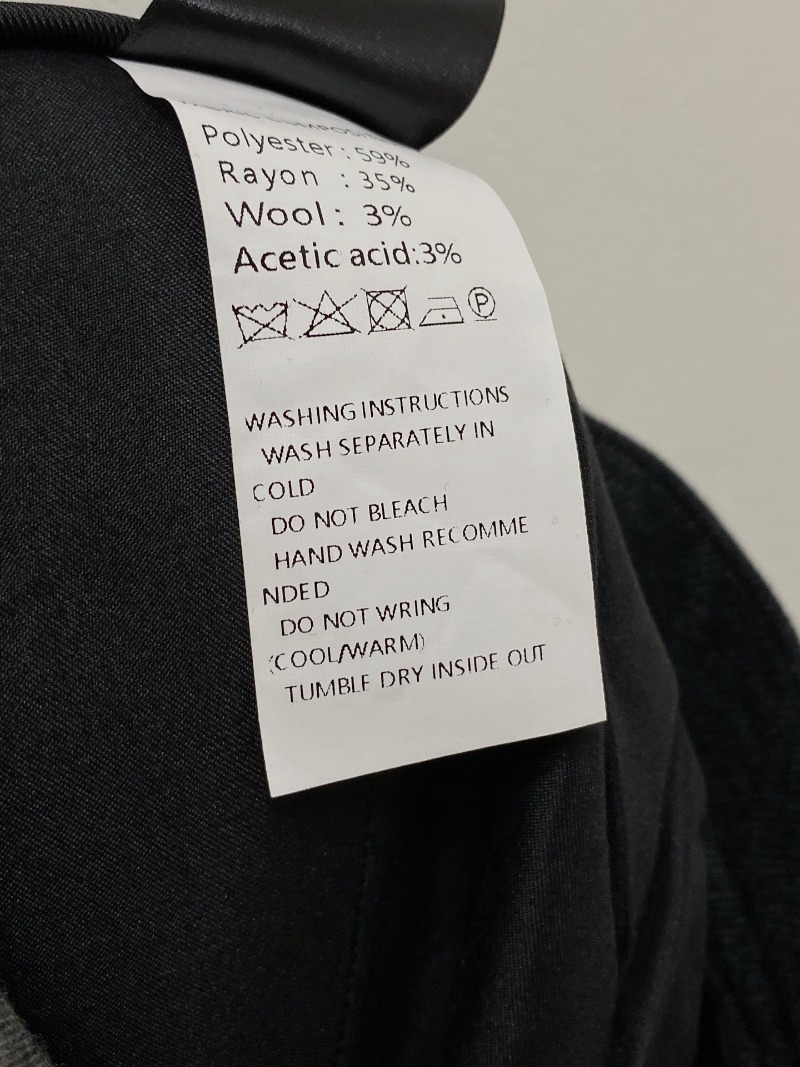 Polyester : 59%
Rayon : 35%
Wool : 3%
Acetic acid:3%
P
WASHING INSTRUCTIONS
WASH SEPARATELY IN
COLD
DO NOT BLEACH
HAND WASH RECOMME
NDED
DO NOT WRING
(COOL/WARM)
TUMBLE DRY INSIDE OUT